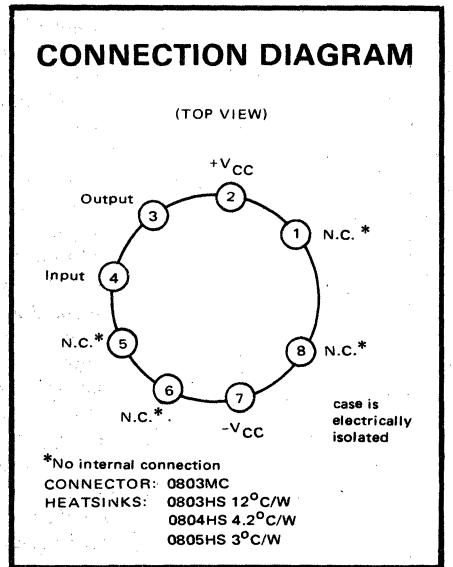 CONNECTION DIAGRAM
(TOP VIEW)
+VCC
2
Output
3
1
N.C. *
Input
4
N.C.*
5
8
N.C.*
6
7
N.C.*.
-VCC
case is
electrically
isolated
*No internal connection
CONNECTOR: 0803MC
HEATSINKS: 0803HS 12°C/W
0804HS 4.2°C/W
0805HS 3°C/W